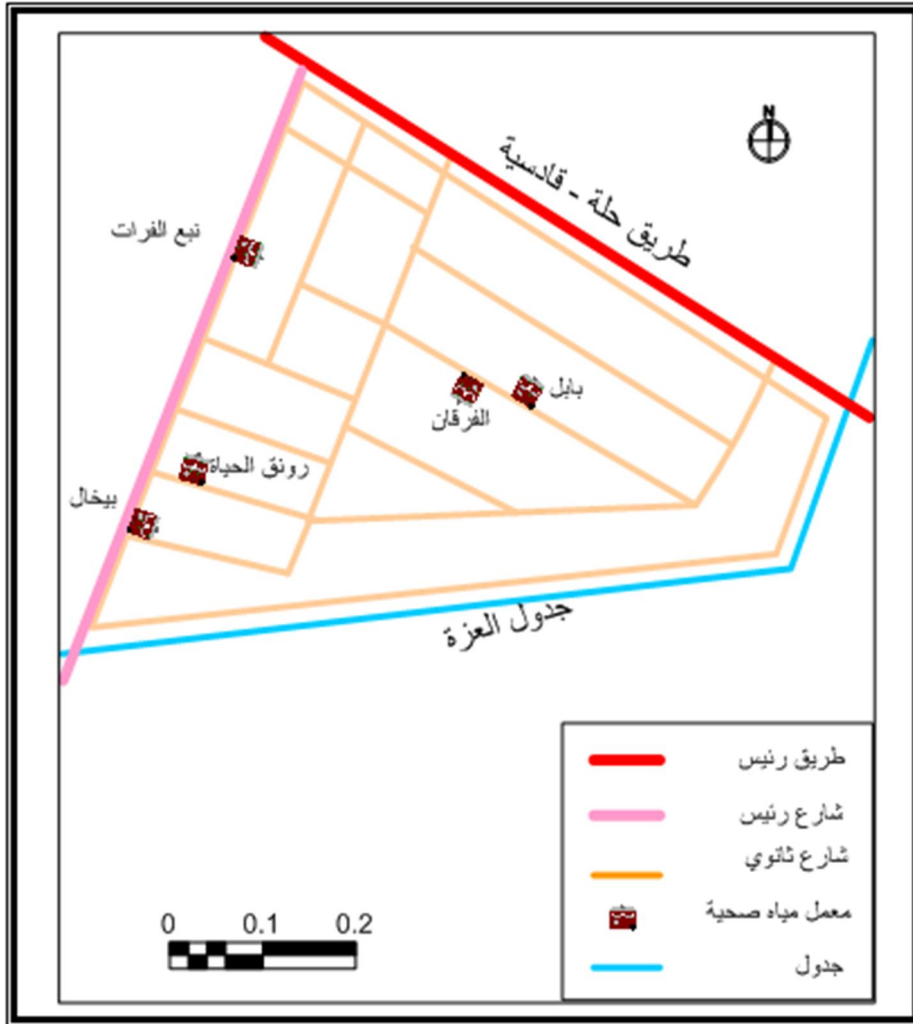 N
طريق حلة - قادسية
نبع الفرات
بابل
الفرقان
رونق الحياة
بيخال
جدول العزة
طريق رئيس
شارع رئيس
شارع ثانوي
معمل مياه صحية
جدول
0 0.1 0.2